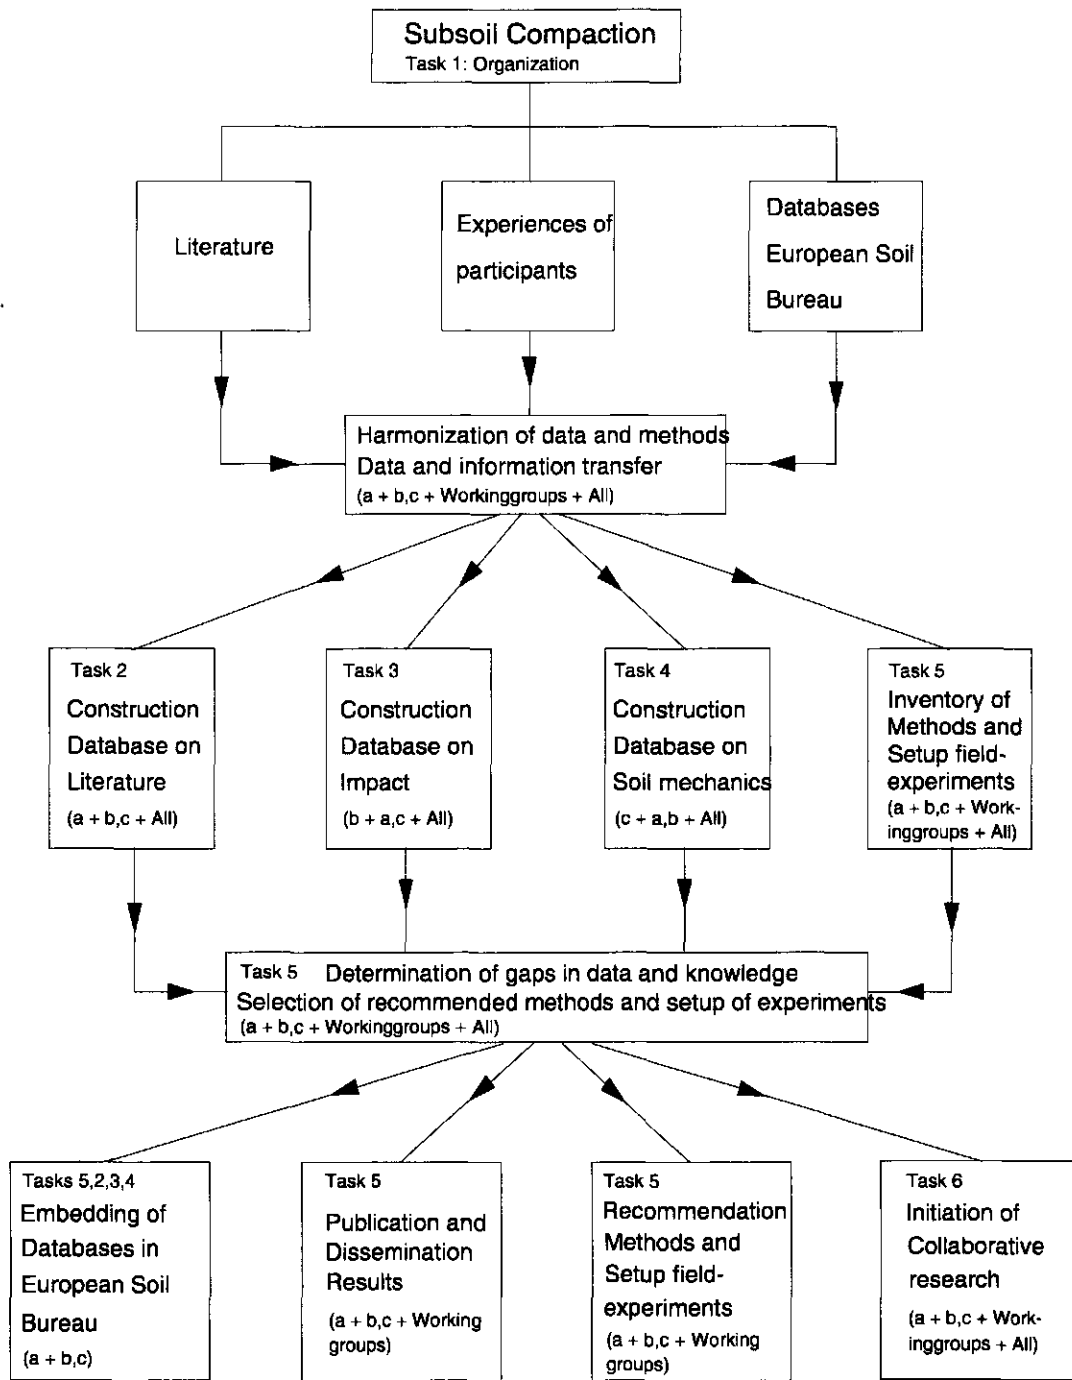 Subsoil Compaction
Task 1: Organization
Literature
Experiences of
participants
Databases
European Soil
Bureau
Harmonization of data and methods
Data and information transfer
(a + b,c + Workinggroups + All)
Task 2
Construction
Database on
Literature
(a + b,c + All)
Task 3
Construction
Database on
Impact
(b + a,c + All)
Task 4
Construction
Database on
Soil mechanics
(c + a,b + All)
Task 5
Inventory of
Methods and
Setup field-
experiments
(a + b,c + Work-
inggroups + All)
Task 5 Determination of gaps in data and knowledge
Selection of recommended methods and setup of experiments
(a + b,c + Workinggroups + All)
Tasks 5,2,3,4
Embedding of
Databases in
European Soil
Bureau
(a + b,c)
Task 5
Publication and
Dissemination
Results
(a + b,c + Working
groups)
Task 5
Recommendation
Methods and
Setup field-
experiments
(a + b,c + Working
groups)
Task 6
Initiation of
Collaborative
research
(a + b,c + Work-
inggroups + All)